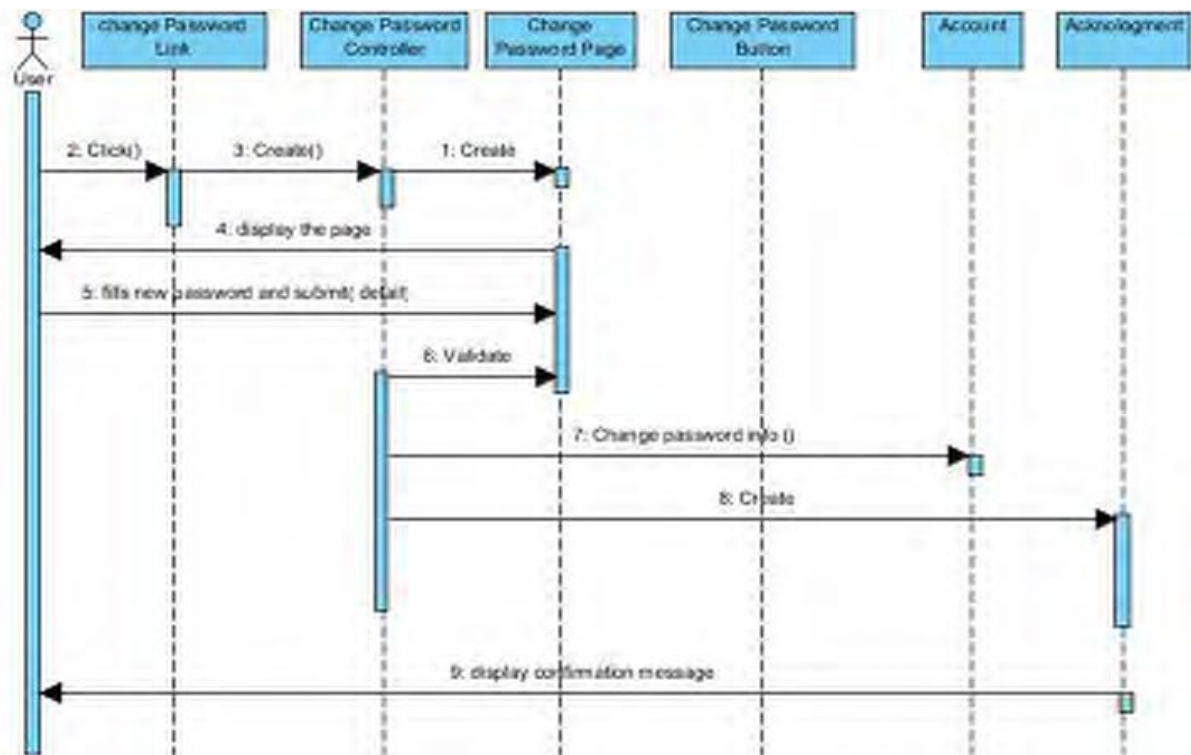 change Password
Link
Change Password
Controller
Change
Password Page
Change Password
Button
Account
Acknologment
User
2: Click()
3: Create()
1: Create
4: display the page
5: fills new password and submit( detail)
6: Validate
7: Change password info ()
8: Create
9: display confirmation message